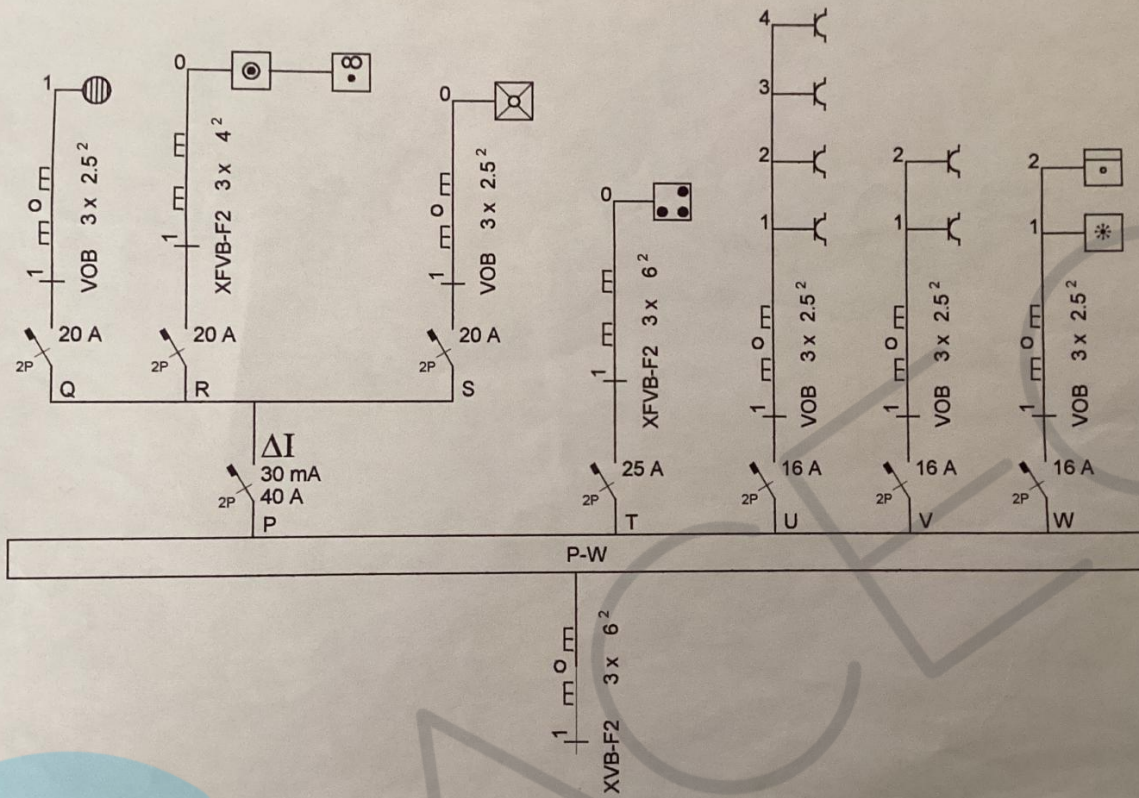 4
0
1
0
3
XFVB-F2 3 x 4²
VOB 3 x 2.5²
VOB 3 x 2.5²
2
2
2
0
1
1
1
1
1
1
20 A
20 A
20 A
2P
2P
2P
Q
R
S
XFVB-F2 3 x 6²
VOB 3 x 2.5²
VOB 3 x 2.5²
VOB 3 x 2.5²
1
1
1
1
ΔI
30 mA
40 A
2P
P
25 A
16 A
16 A
16 A
2P
2P
2P
2P
T
U
V
W
P-W
XVB-F2 3 x 6²
1